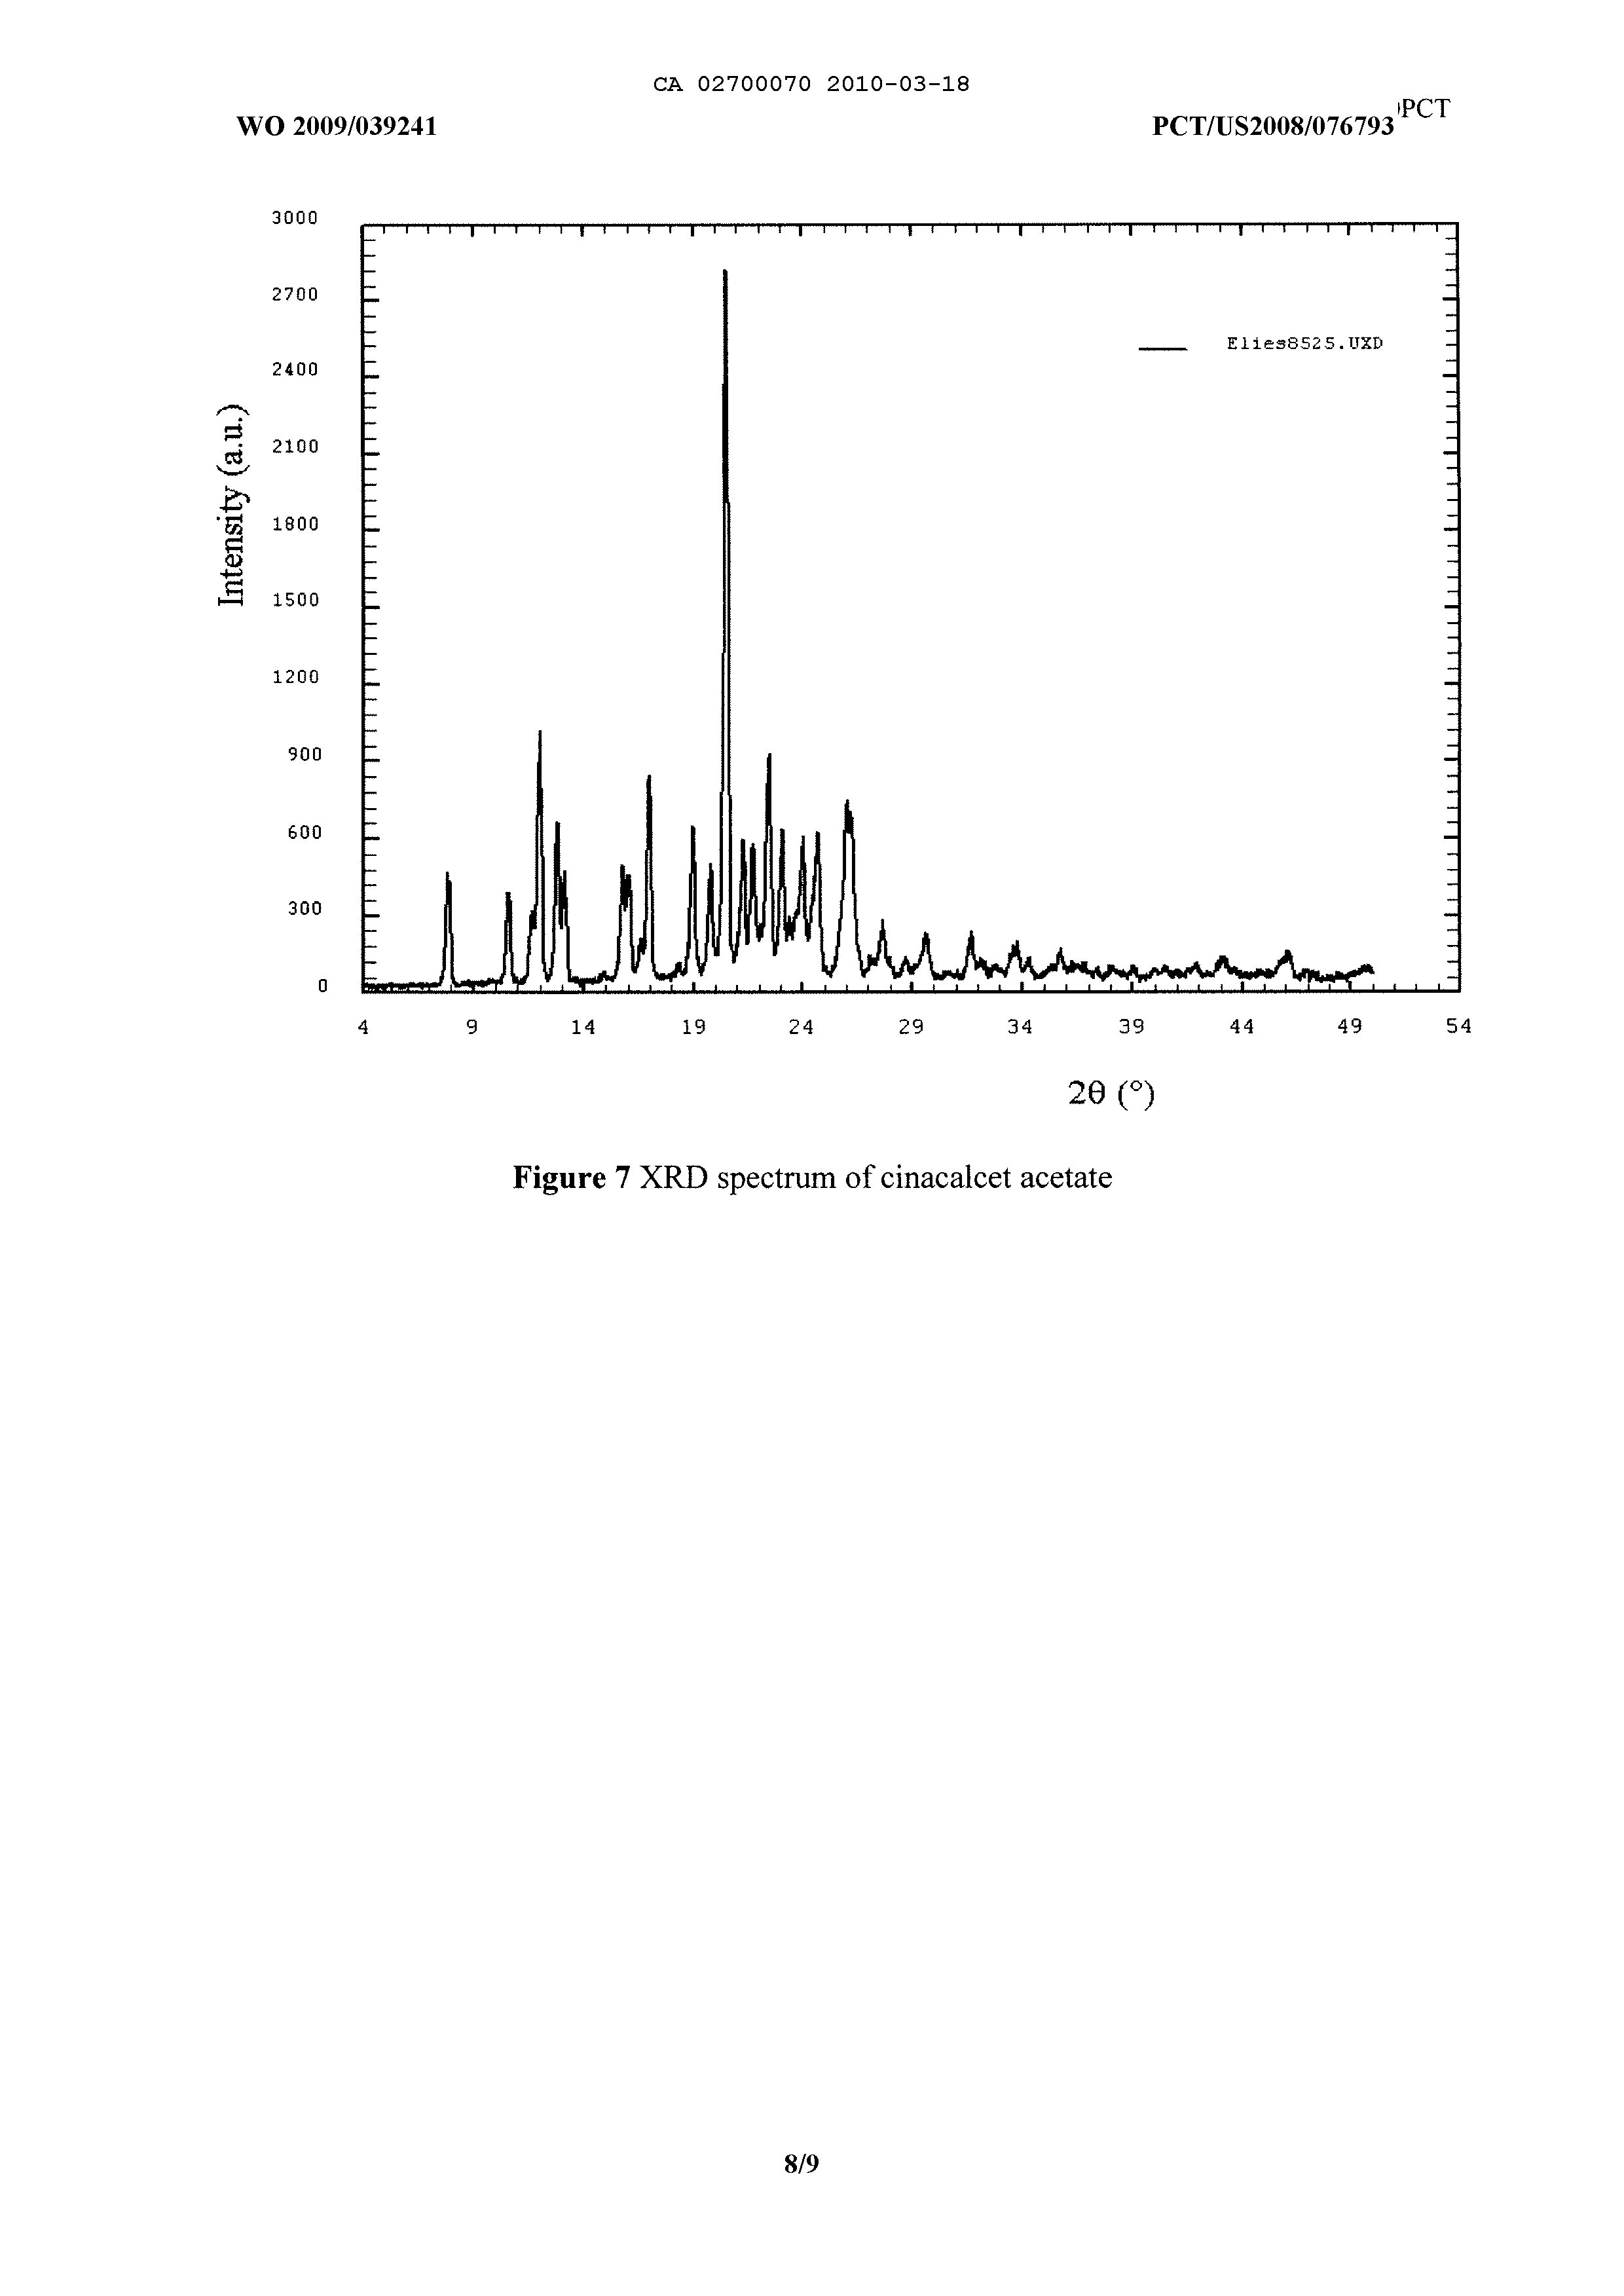 CA 02700070 2010-03-18
WO 2009/039241
PCT/US2008/076793
PCT
3000
2700
2400
2100
1800
1500
1200
900
600
300
0
Intensity (a.u.)
Elies8525.UXD
4 9 14 19 24 29 34 39 44 49 54
2θ (°)
Figure 7 XRD spectrum of cinacalcet acetate
8/9